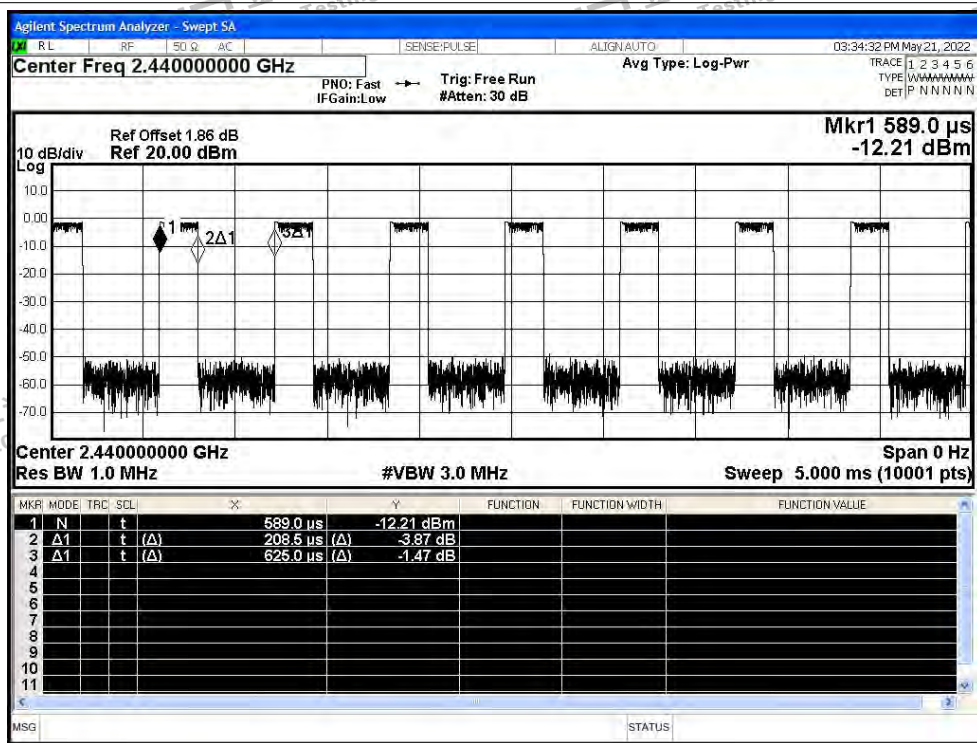 Testing
Testing
Agilent Spectrum Analyzer - Swept SA
LXI RL RF 50 Ω AC SENSE:PULSE ALIGN AUTO 03:34:32 PM May 21, 2022
Center Freq 2.440000000 GHz
Avg Type: Log-Pwr
TRACE 1 2 3 4 5 6
TYPE WWWWWW
DET P N N N N N
PNO: Fast
IFGain:Low
Trig: Free Run
#Atten: 30 dB
Mkr1 589.0 µs
-12.21 dBm
Ref Offset 1.86 dB
10 dB/div Ref 20.00 dBm
Log
10.0
0.00
-10.0
-20.0
-30.0
-40.0
-50.0
-60.0
-70.0
1
2Δ1
3Δ1
Center 2.440000000 GHz Span 0 Hz
Res BW 1.0 MHz #VBW 3.0 MHz Sweep 5.000 ms (10001 pts)
MKR MODE TRC SCL X Y FUNCTION FUNCTION WIDTH FUNCTION VALUE
1 N t 589.0 µs -12.21 dBm
2 Δ1 t (Δ) 208.5 µs (Δ) -3.87 dB
3 Δ1 t (Δ) 625.0 µs (Δ) -1.47 dB
4
5
6
7
8
9
10
11
MSG STATUS